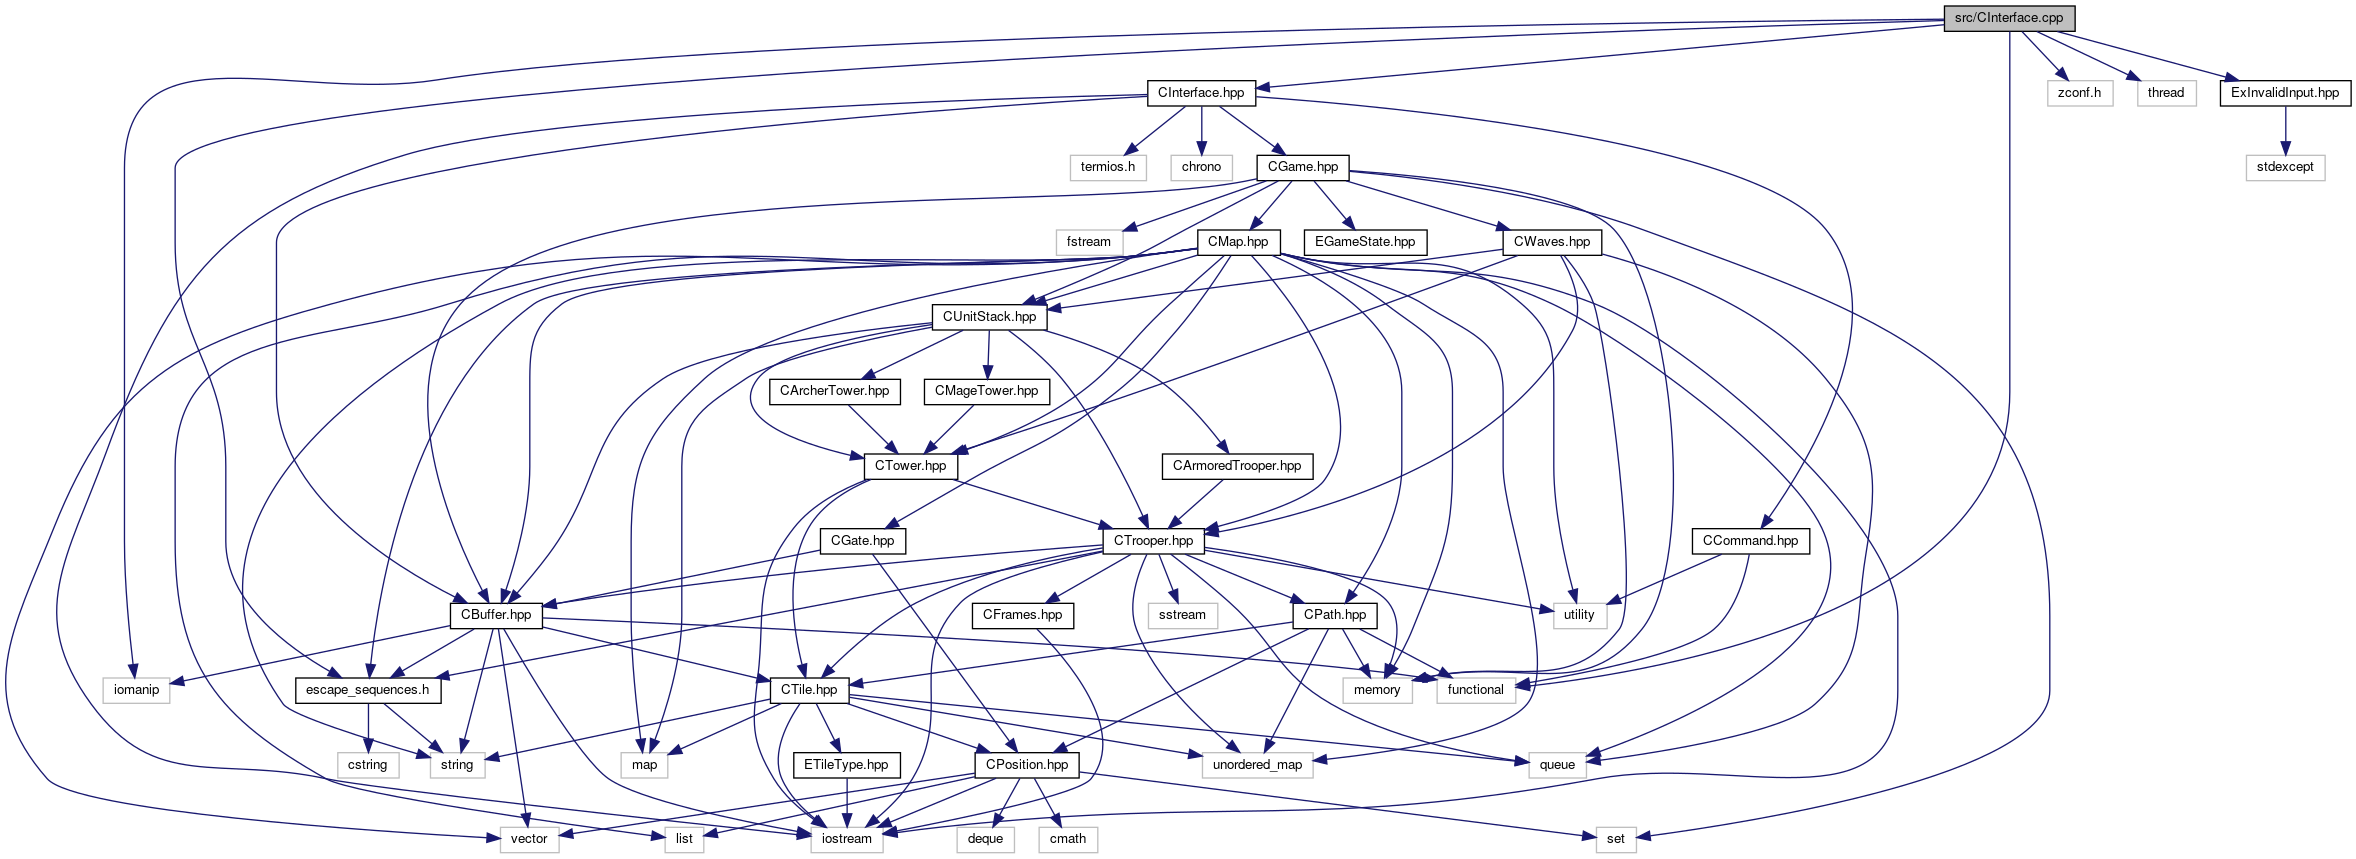 src/CInterface.cpp
CInterface.hpp
zconf.h
thread
ExInvalidInput.hpp
termios.h
chrono
CGame.hpp
stdexcept
fstream
CMap.hpp
EGameState.hpp
CWaves.hpp
CUnitStack.hpp
CArcherTower.hpp
CMageTower.hpp
CTower.hpp
CArmoredTrooper.hpp
CGate.hpp
CTrooper.hpp
CCommand.hpp
CBuffer.hpp
CFrames.hpp
sstream
CPath.hpp
utility
iomanip
escape_sequences.h
CTile.hpp
memory
functional
cstring
string
map
ETileType.hpp
CPosition.hpp
unordered_map
queue
vector
list
iostream
deque
cmath
set